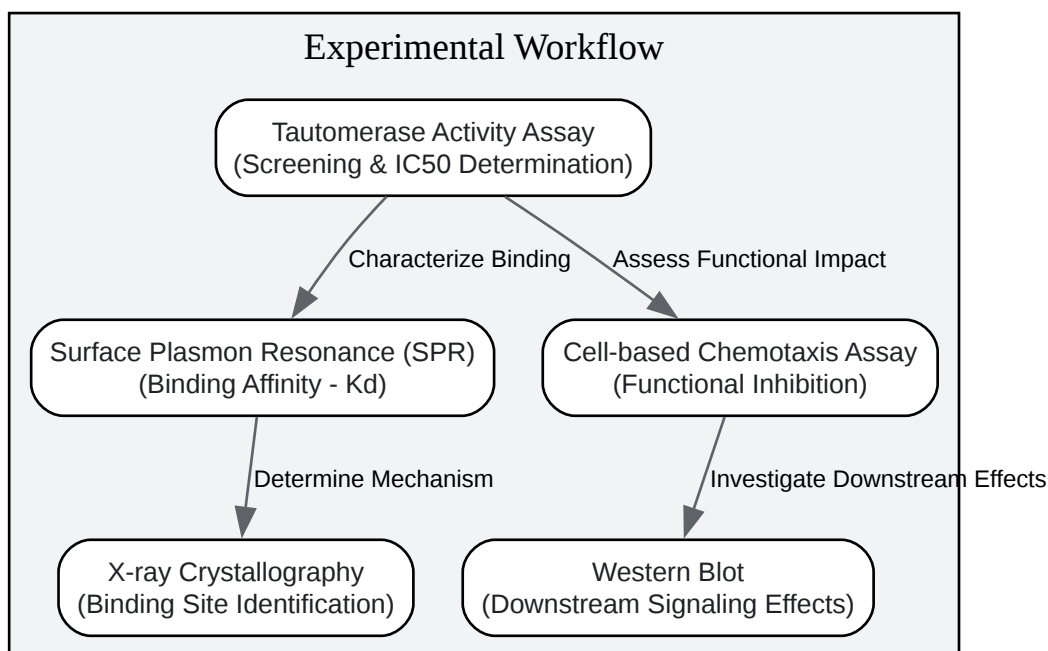 Experimental Workflow
Tautomerase Activity Assay
(Screening & IC50 Determination)
Characterize Binding
Assess Functional Impact
Surface Plasmon Resonance (SPR)
(Binding Affinity - Kd)
Cell-based Chemotaxis Assay
(Functional Inhibition)
Determine Mechanism
Investigate Downstream Effects
X-ray Crystallography
(Binding Site Identification)
Western Blot
(Downstream Signaling Effects)